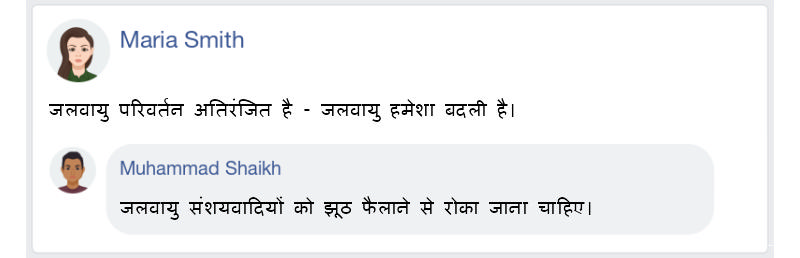 Maria Smith
जलवायु परिवर्तन अतिरंजित है - जलवायु हमेशा बदली है।
Muhammad Shaikh
जलवायु संशयवादियों को झूठ फैलाने से रोका जाना चाहिए।